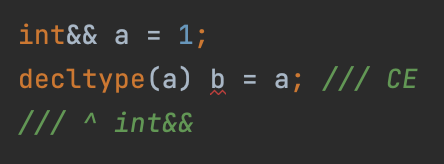 int&& a = 1;
decltype(a) b = a; /// CE
/// ^ int&&